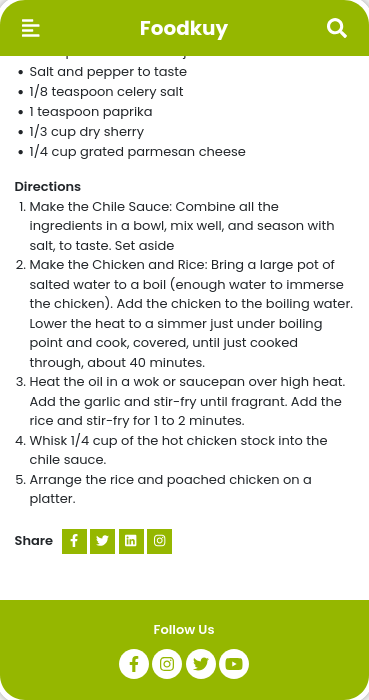 Foodkuy
• Salt and pepper to taste
• 1/8 teaspoon celery salt
• 1 teaspoon paprika
• 1/3 cup dry sherry
• 1/4 cup grated parmesan cheese
Directions
1. Make the Chile Sauce: Combine all the
ingredients in a bowl, mix well, and season with
salt, to taste. Set aside
2. Make the Chicken and Rice: Bring a large pot of
salted water to a boil (enough water to immerse
the chicken). Add the chicken to the boiling water.
Lower the heat to a simmer just under boiling
point and cook, covered, until just cooked
through, about 40 minutes.
3. Heat the oil in a wok or saucepan over high heat.
Add the garlic and stir-fry until fragrant. Add the
rice and stir-fry for 1 to 2 minutes.
4. Whisk 1/4 cup of the hot chicken stock into the
chile sauce.
5. Arrange the rice and poached chicken on a
platter.
Share
Follow Us